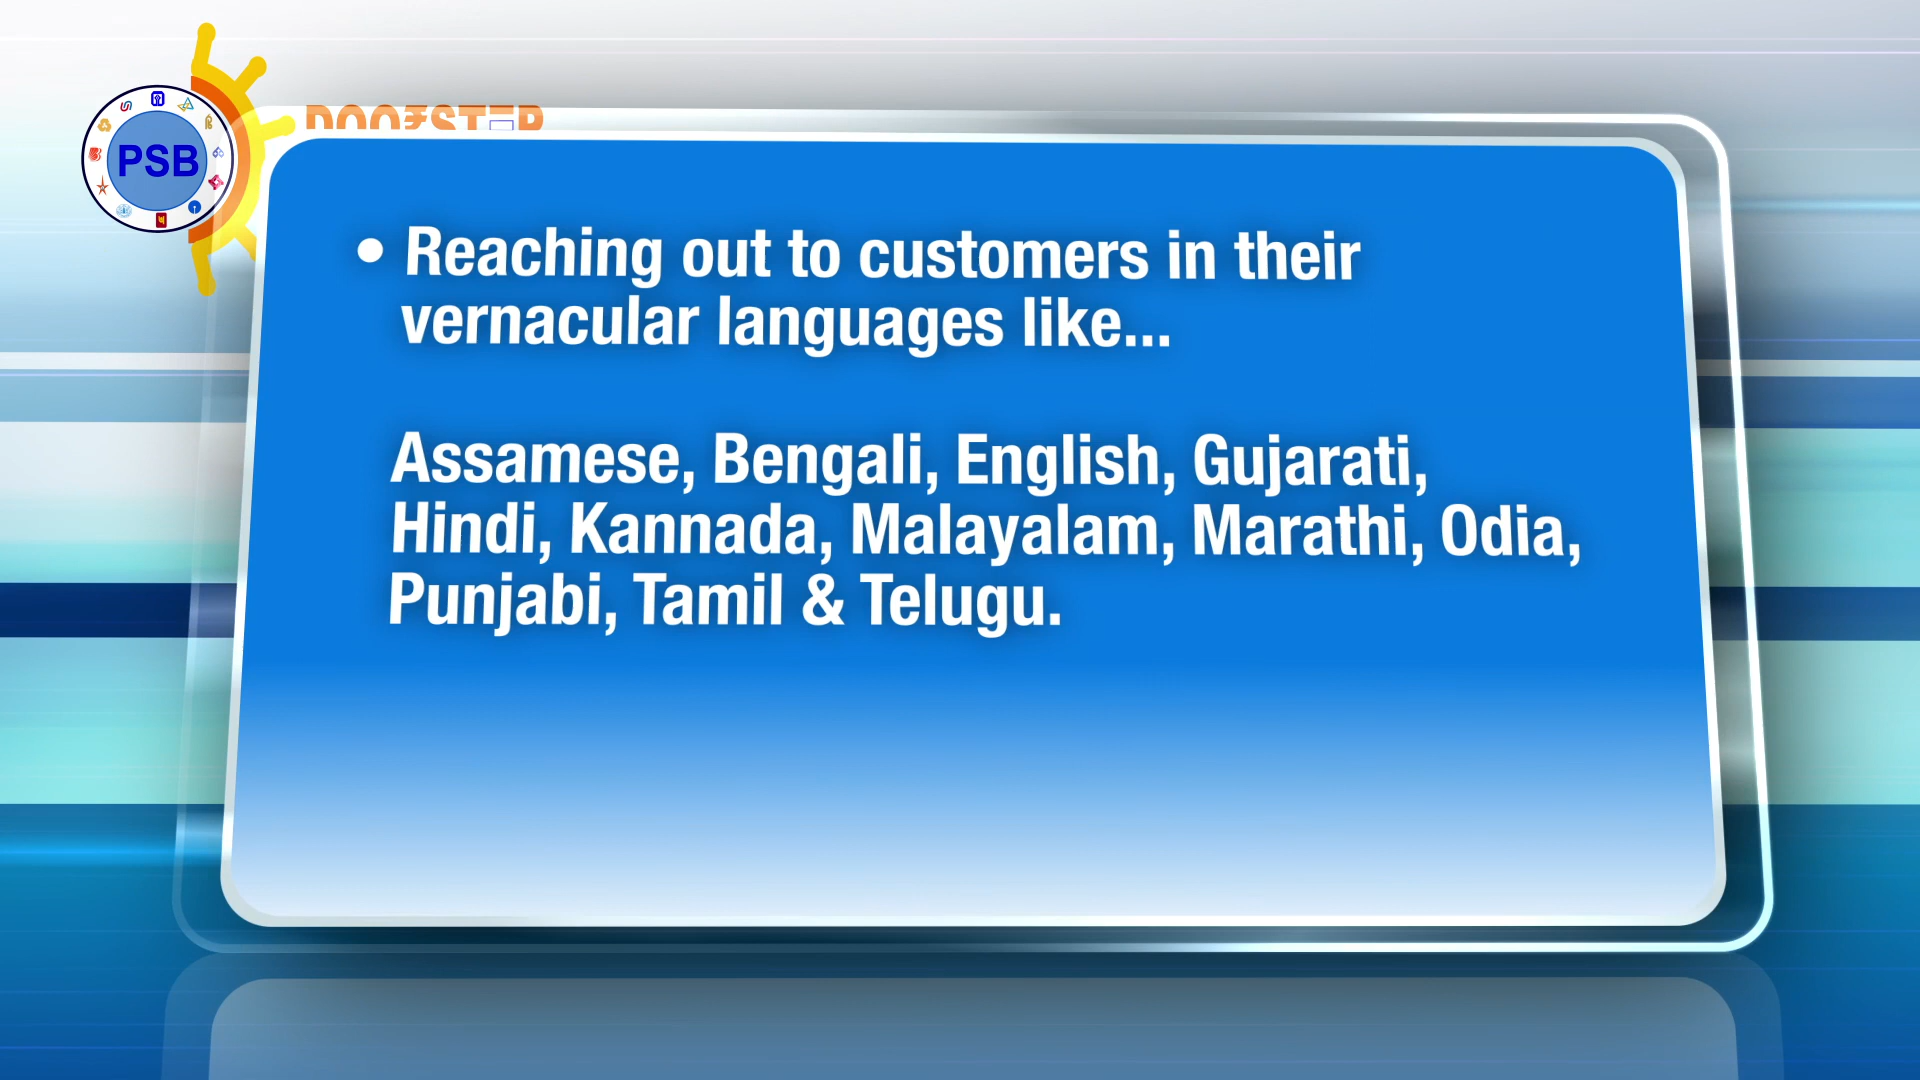 PSB
• Reaching out to customers in their
vernacular languages like...
Assamese, Bengali, English, Gujarati,
Hindi, Kannada, Malayalam, Marathi, Odia,
Punjabi, Tamil & Telugu.